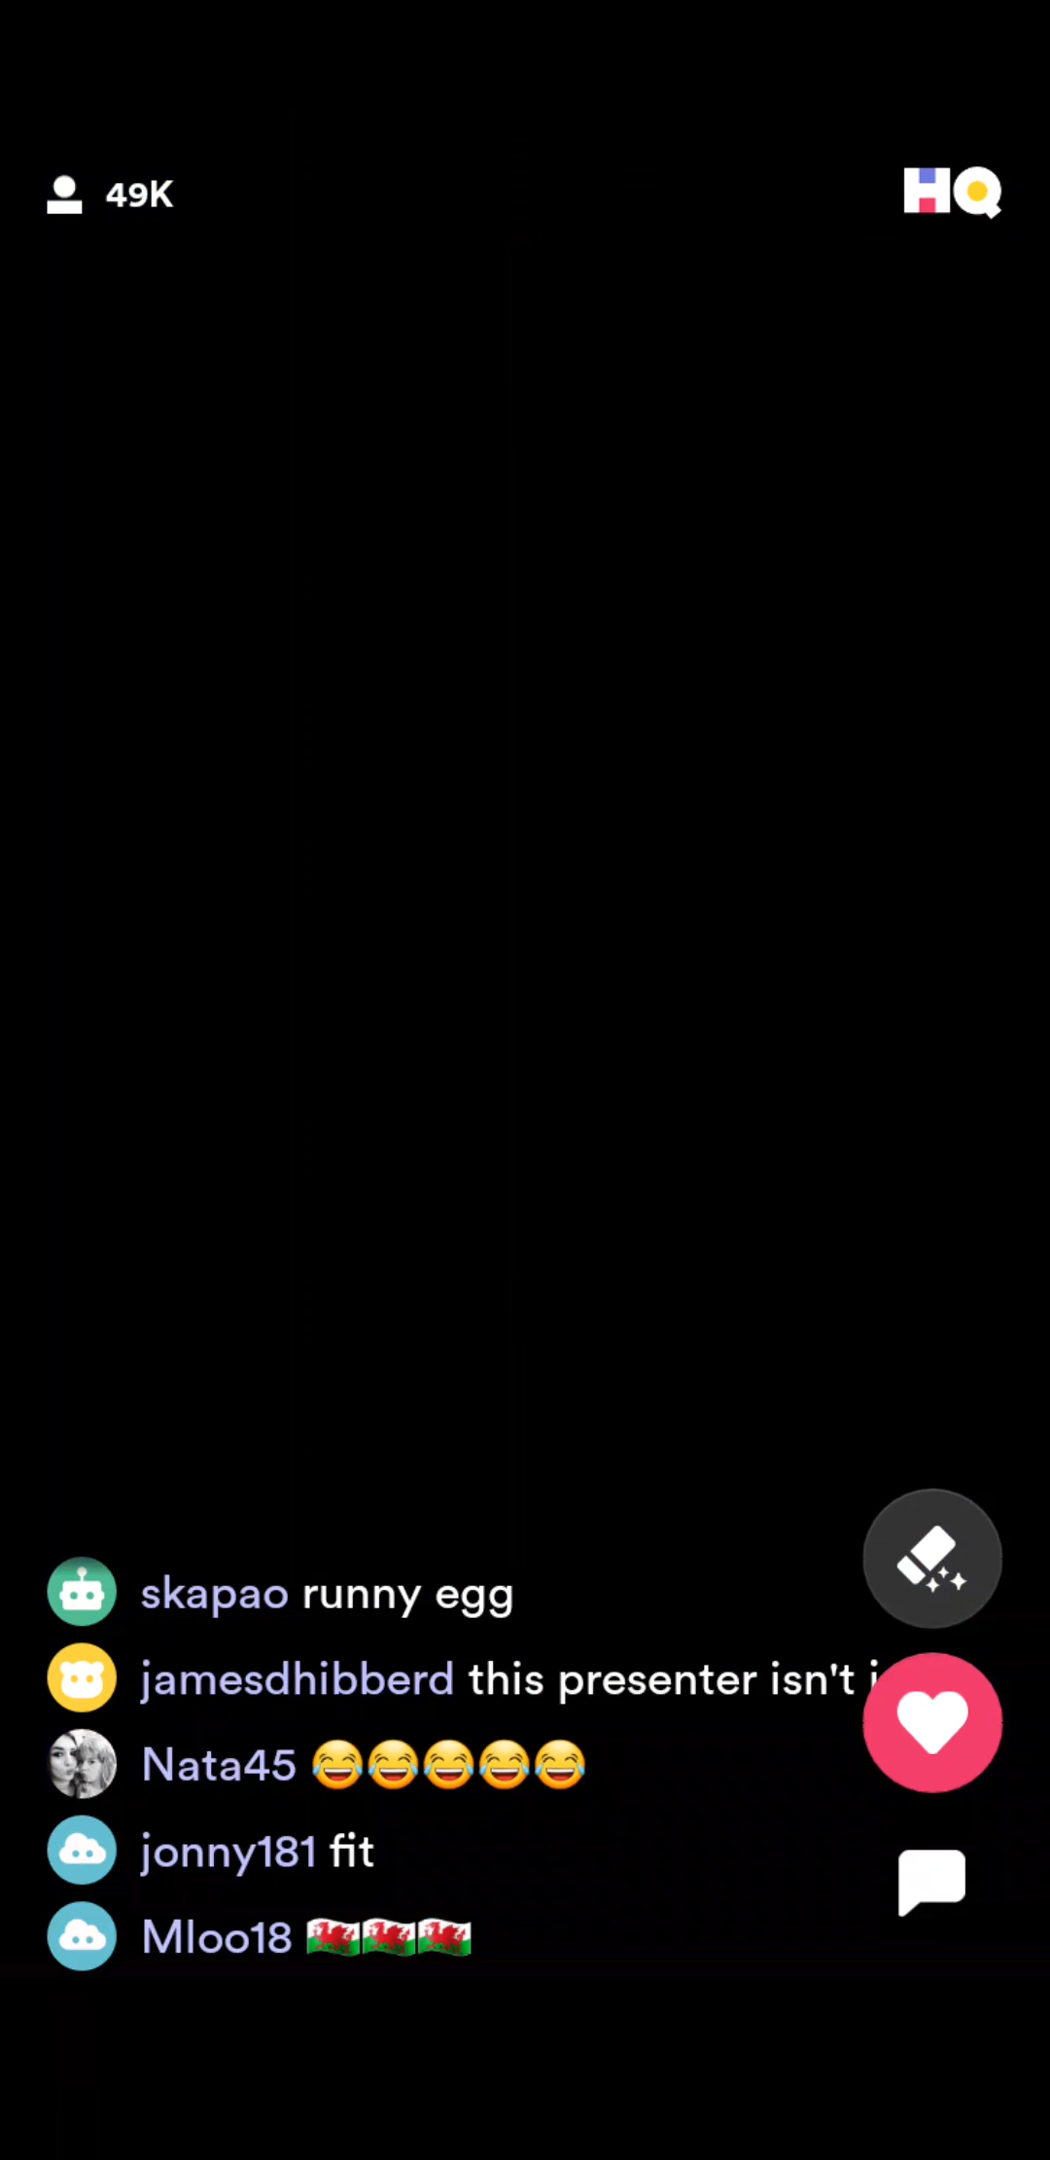 49K
HQ
skapao runny egg
jamesdhibberd this presenter isn't
Nata45 😂😂😂😂😂
jonny181 fit
Mloo18 🏴󠁧󠁢󠁷󠁬󠁳󠁿🏴󠁧󠁢󠁷󠁬󠁳󠁿🏴󠁧󠁢󠁷󠁬󠁳󠁿